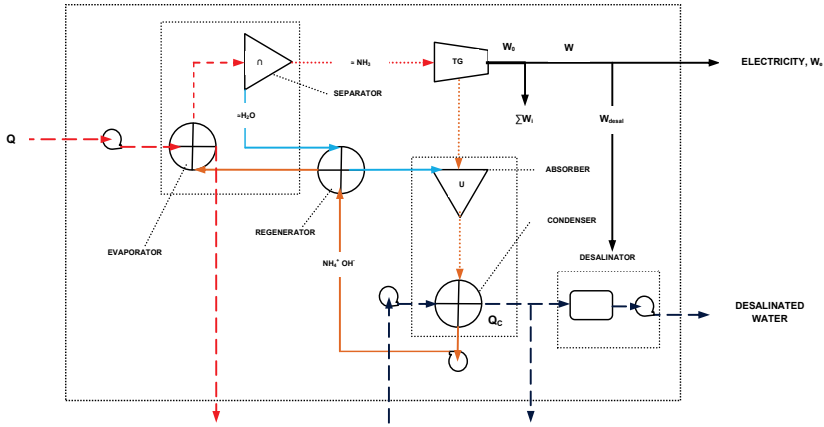 W₀
W
TG
∩
= NH₃
ELECTRICITY, Wₑ
SEPARATOR
=H₂O
∑Wᵢ
W_desal
Q
ABSORBER
U
REGENERATOR
CONDENSER
EVAPORATOR
NH₄⁺ OH⁻
DESALINATOR
Q_C
DESALINATED
WATER